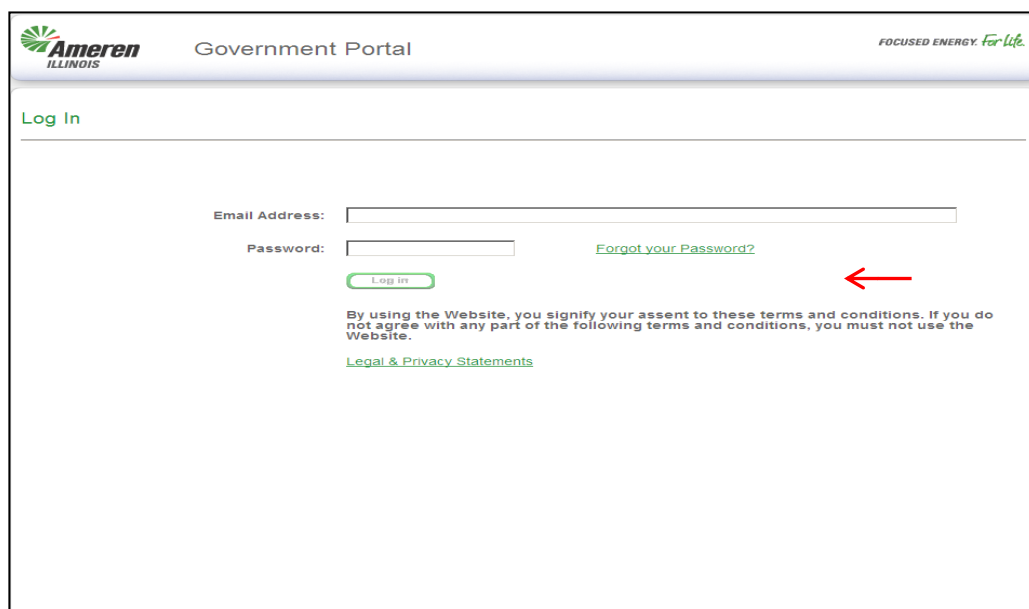 Ameren
ILLINOIS
Government Portal
FOCUSED ENERGY. For Life.
Log In
Email Address:
Password:
Forgot your Password?
Log in
By using the Website, you signify your assent to these terms and conditions. If you do
not agree with any part of the following terms and conditions, you must not use the
Website.
Legal & Privacy Statements